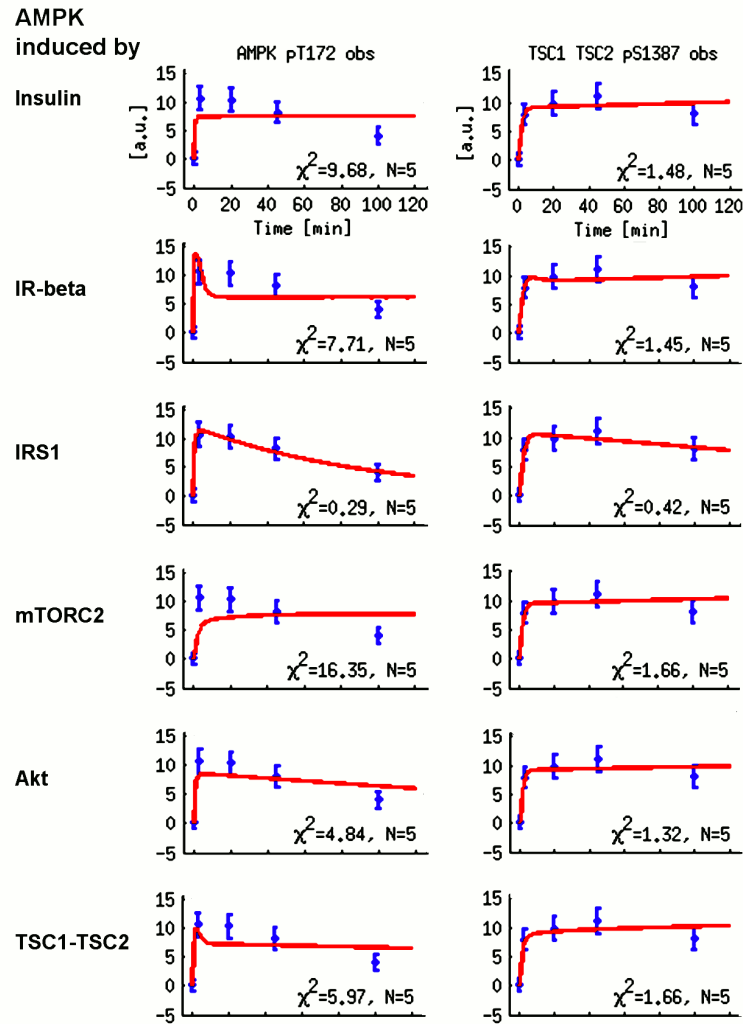 AMPK
induced by
AMPK pT172 obs
TSC1 TSC2 pS1387 obs
Insulin
[a.u.]
15
10
5
0
−5
χ²=9.68, N=5
0 20 40 60 80 100 120
Time [min]
[a.u.]
15
10
5
0
−5
χ²=1.48, N=5
0 20 40 60 80 100 120
Time [min]
IR-beta
15
10
5
0
−5
χ²=7.71, N=5
15
10
5
0
−5
χ²=1.45, N=5
IRS1
15
10
5
0
−5
χ²=0.29, N=5
15
10
5
0
−5
χ²=0.42, N=5
mTORC2
15
10
5
0
−5
χ²=16.35, N=5
15
10
5
0
−5
χ²=1.66, N=5
Akt
15
10
5
0
−5
χ²=4.84, N=5
15
10
5
0
−5
χ²=1.32, N=5
TSC1-TSC2
15
10
5
0
−5
χ²=5.97, N=5
15
10
5
0
−5
χ²=1.66, N=5